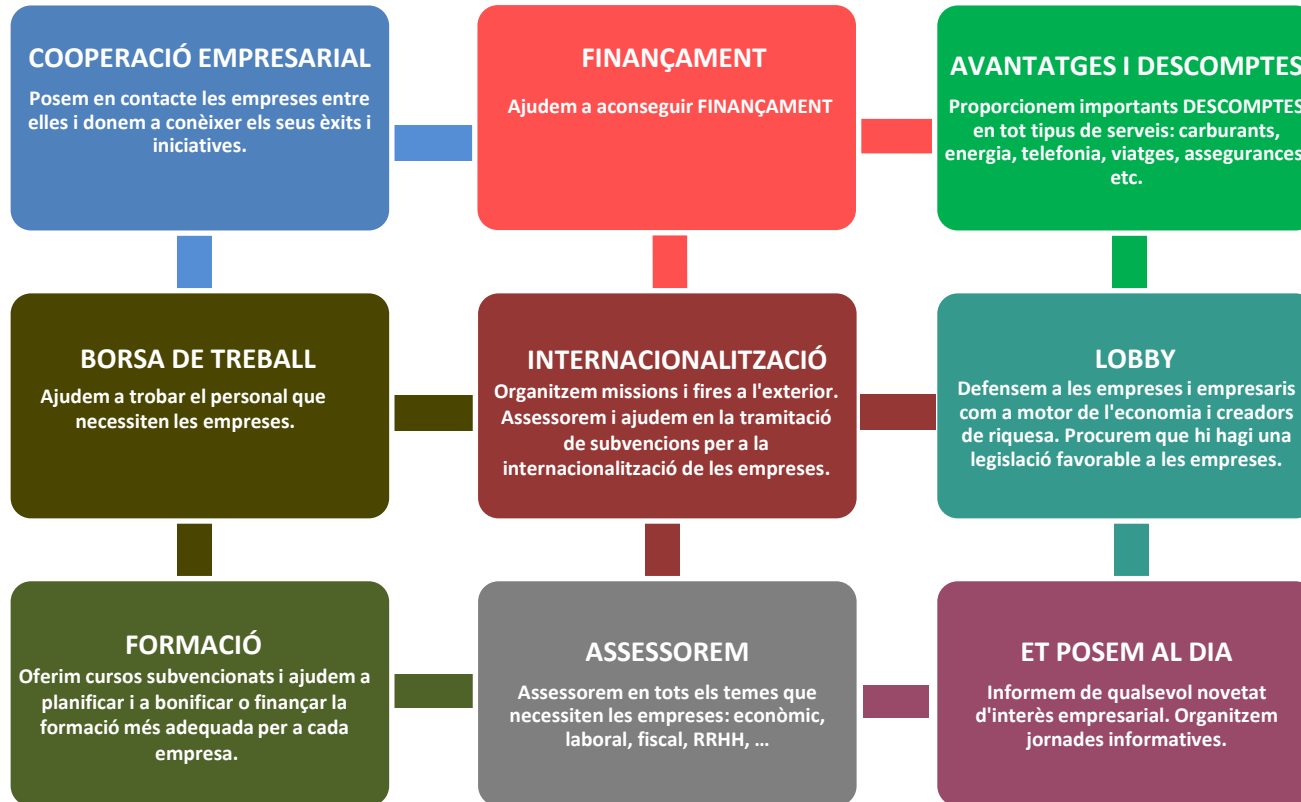 COOPERACIÓ EMPRESARIAL
Posem en contacte les empreses entre
elles i donem a conèixer els seus èxits i
iniciatives.
FINANÇAMENT
Ajudem a aconseguir FINANÇAMENT
AVANTATGES I DESCOMPTES
Proporcionem importants DESCOMPTES
en tot tipus de serveis: carburants,
energia, telefonia, viatges, assegurances
etc.
BORSA DE TREBALL
Ajudem a trobar el personal que
necessiten les empreses.
INTERNACIONALITZACIÓ
Organitzem missions i fires a l'exterior.
Assessorem i ajudem en la tramitació
de subvencions per a la
internacionalització de les empreses.
LOBBY
Defensem a les empreses i empresaris
com a motor de l'economia i creadors
de riquesa. Procurem que hi hagi una
legislació favorable a les empreses.
FORMACIÓ
Oferim cursos subvencionats i ajudem a
planificar i a bonificar o finançar la
formació més adequada per a cada
empresa.
ASSESSOREM
Assessorem en tots els temes que
necessiten les empreses: econòmic,
laboral, fiscal, RRHH, ...
ET POSEM AL DIA
Informem de qualsevol novetat
d'interès empresarial. Organitzem
jornades informatives.